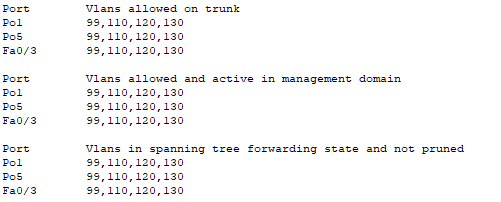 Port        Vlans allowed on trunk
Po1         99,110,120,130
Po5         99,110,120,130
Fa0/3       99,110,120,130

Port        Vlans allowed and active in management domain
Po1         99,110,120,130
Po5         99,110,120,130
Fa0/3       99,110,120,130

Port        Vlans in spanning tree forwarding state and not pruned
Po1         99,110,120,130
Po5         99,110,120,130
Fa0/3       99,110,120,130